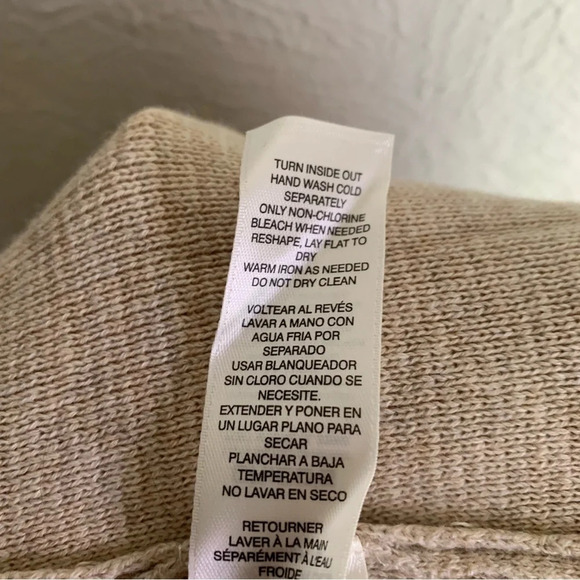 TURN INSIDE OUT
HAND WASH COLD
SEPARATELY
ONLY NON-CHLORINE
BLEACH WHEN NEEDED
RESHAPE, LAY FLAT TO
DRY
WARM IRON AS NEEDED
DO NOT DRY CLEAN
VOLTEAR AL REVÉS
LAVAR A MANO CON
AGUA FRIA POR
SEPARADO
USAR BLANQUEADOR
SIN CLORO CUANDO SE
NECESITE.
EXTENDER Y PONER EN
UN LUGAR PLANO PARA
SECAR
PLANCHAR A BAJA
TEMPERATURA
NO LAVAR EN SECO
RETOURNER
LAVER À LA MAIN
SÉPARÉMENT À L'EAU
FROIDE